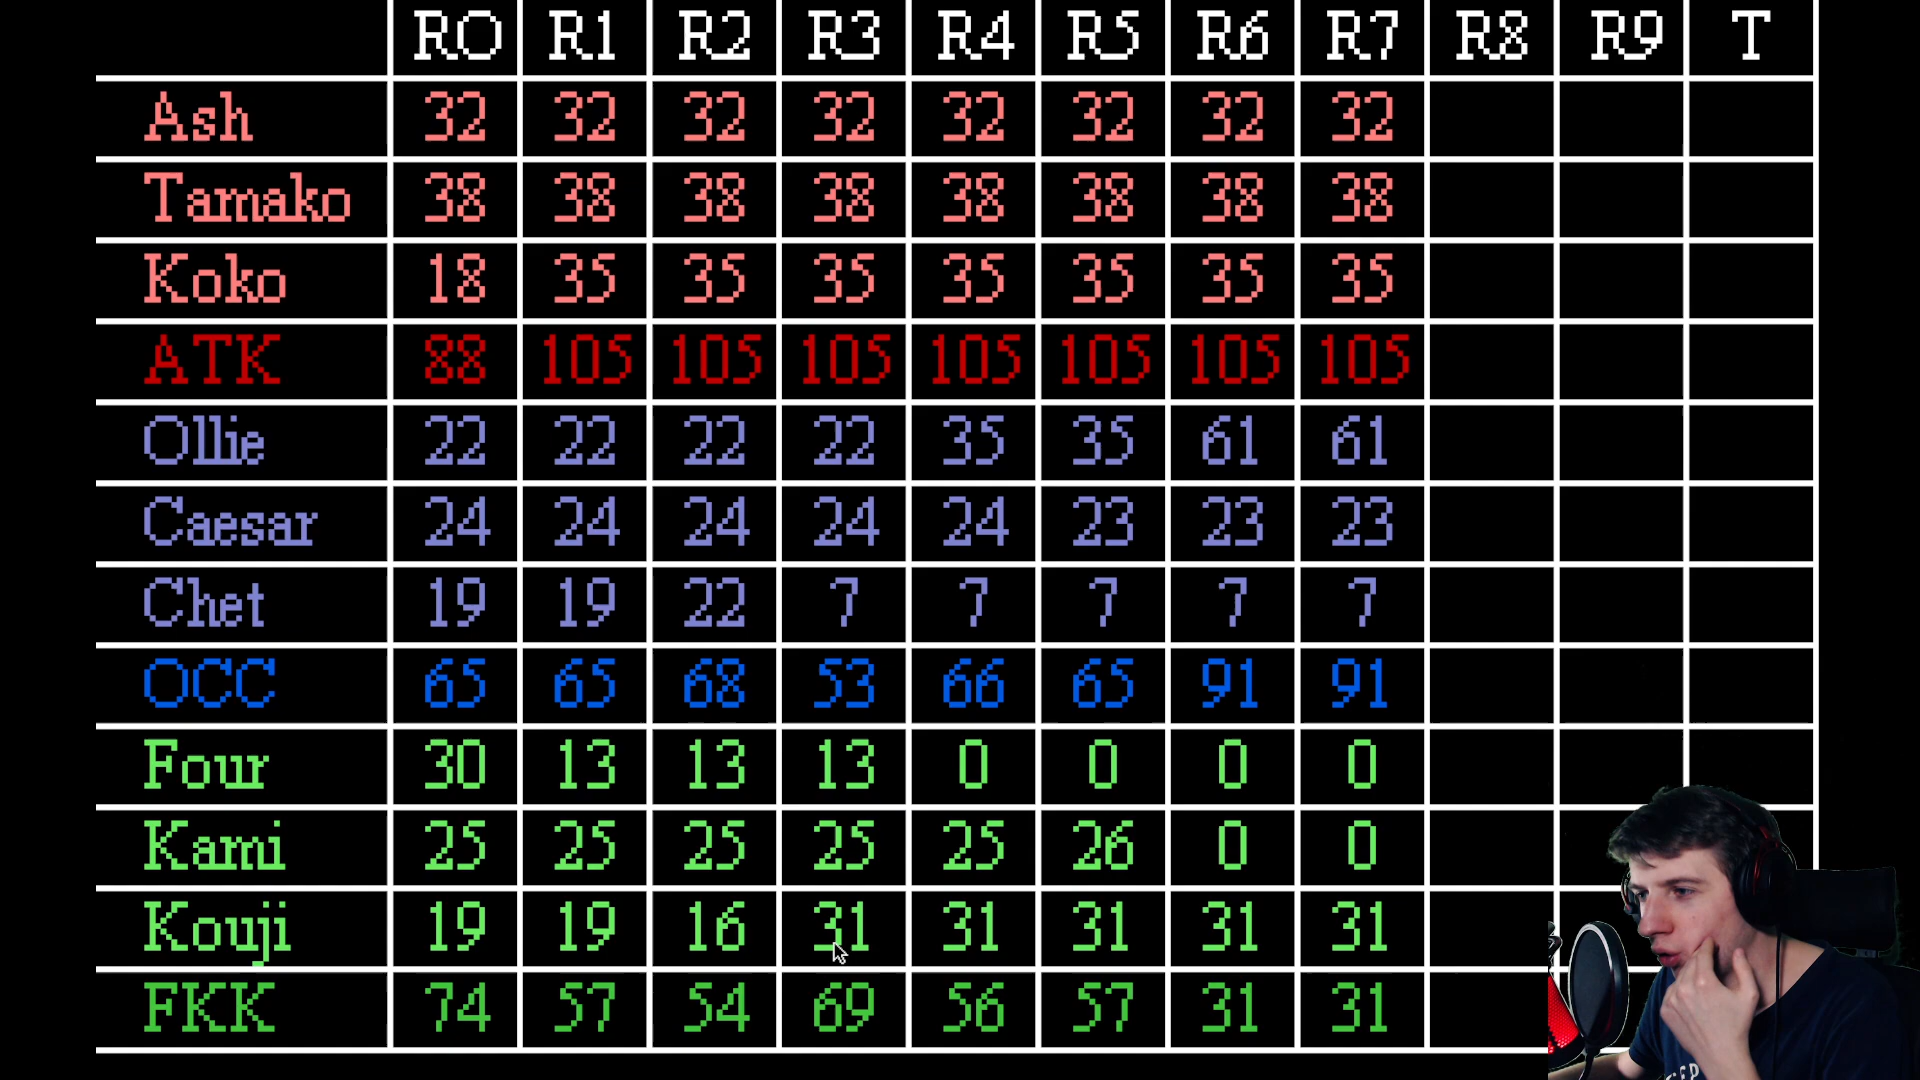 R0 R1 R2 R3 R4 R5 R6 R7 R8 R9 T
Ash 32 32 32 32 32 32 32 32
Tamako 38 38 38 38 38 38 38 38
Koko 18 35 35 35 35 35 35 35
ATK 88 105 105 105 105 105 105 105
Ollie 22 22 22 22 35 35 61 61
Caesar 24 24 24 24 24 23 23 23
Chet 19 19 22 7 7 7 7 7
OCC 65 65 68 53 66 65 91 91
Four 30 13 13 13 0 0 0 0
Kami 25 25 25 25 25 26 0 0
Kouji 19 19 16 31 31 31 31 31
FKK 74 57 54 69 56 57 31 31